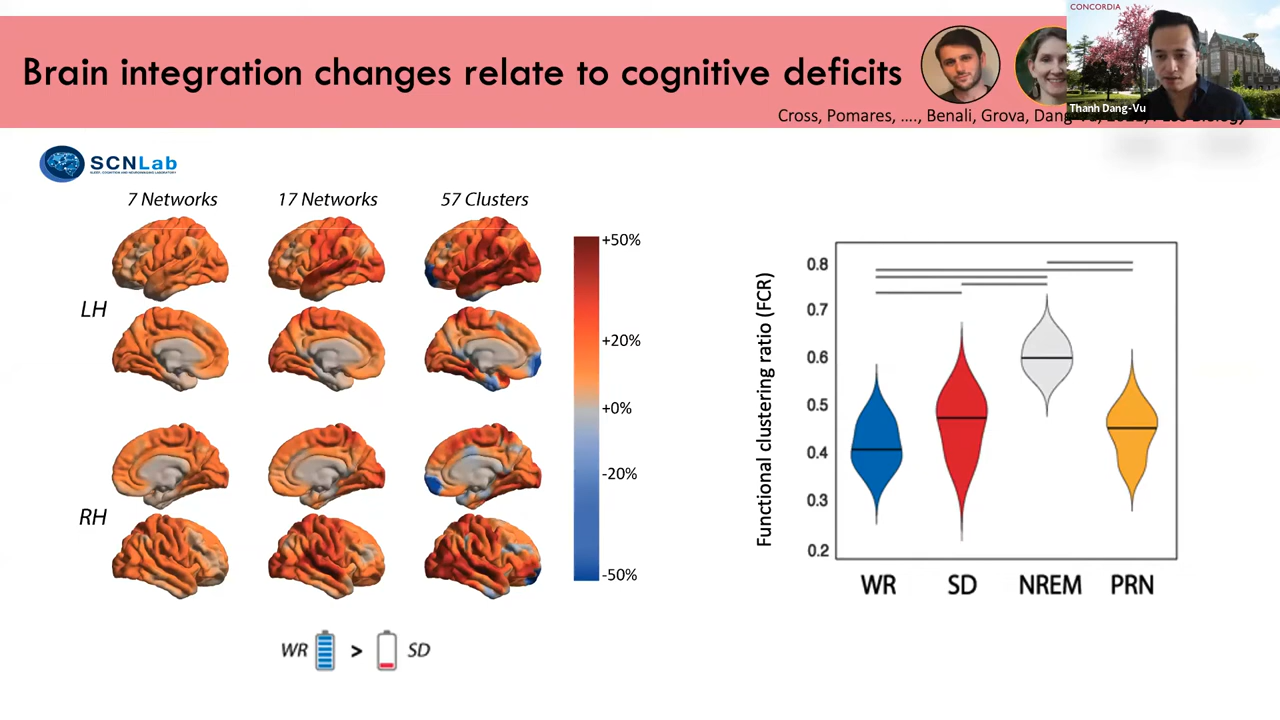 CONCORDIA
Brain integration changes relate to cognitive deficits
Thanh Dang-Vu
Cross, Pomares, ...., Benali, Grova, Dang-
SCNLab
7 Networks 17 Networks 57 Clusters
LH
RH
+50%
+20%
+0%
-20%
-50%
WR > SD
Functional clustering ratio (FCR)
0.8
0.7
0.6
0.5
0.4
0.3
0.2
WR SD NREM PRN